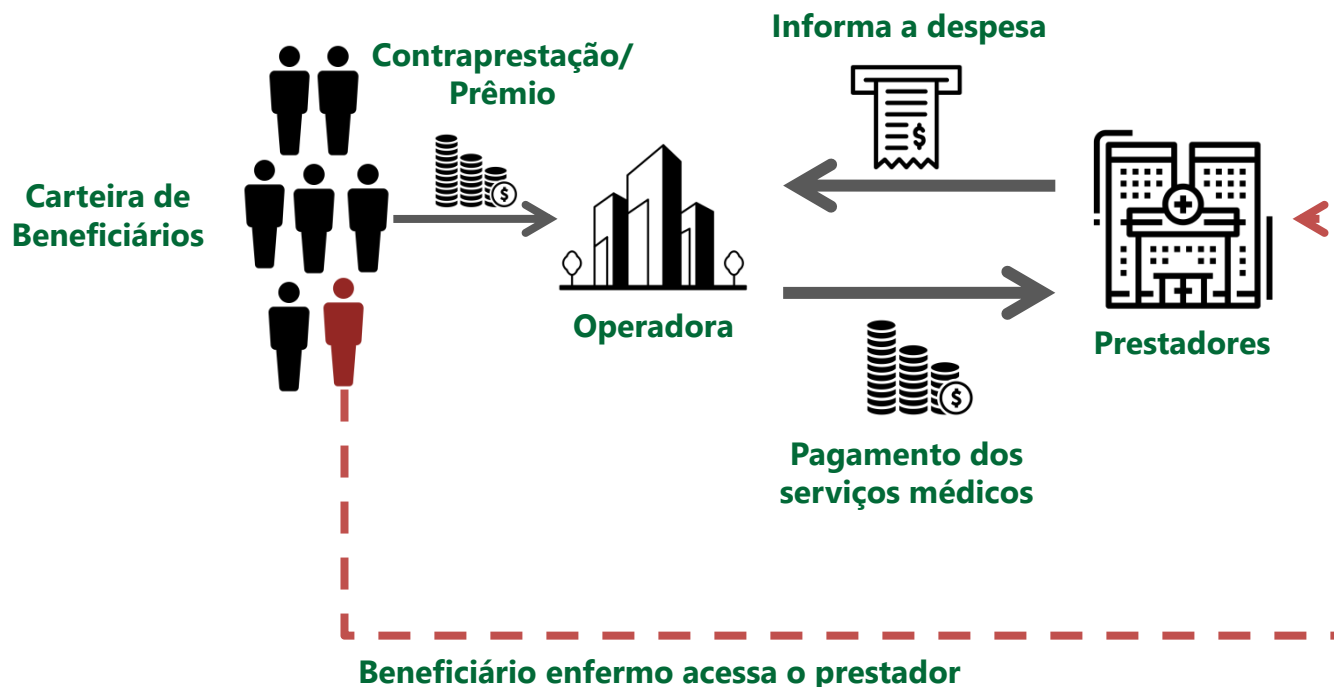 Informa a despesa
Contraprestação/
Prêmio
$
$
$
Carteira de
Beneficiários
Operadora
Prestadores
$
Pagamento dos
serviços médicos
Beneficiário enfermo acessa o prestador